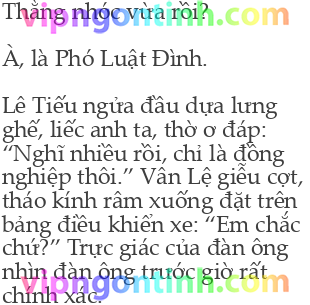 vipngontinh.com
Thằng nhóc vừa rồi?
À, là Phó Luật Đình.
Lê Tiếu ngửa đầu dựa lưng
ghế, liếc anh ta, thờ ơ đáp:
“Nghĩ nhiều rồi, chỉ là đồng
nghiệp thôi.” Vân Lệ giễu cợt,
tháo kính râm xuống đặt trên
bảng điều khiển xe: “Em chắc
chứ?” Trực giác của đàn ông
nhìn đàn ông trước giờ rất
vipngontinh.com
chính xác.